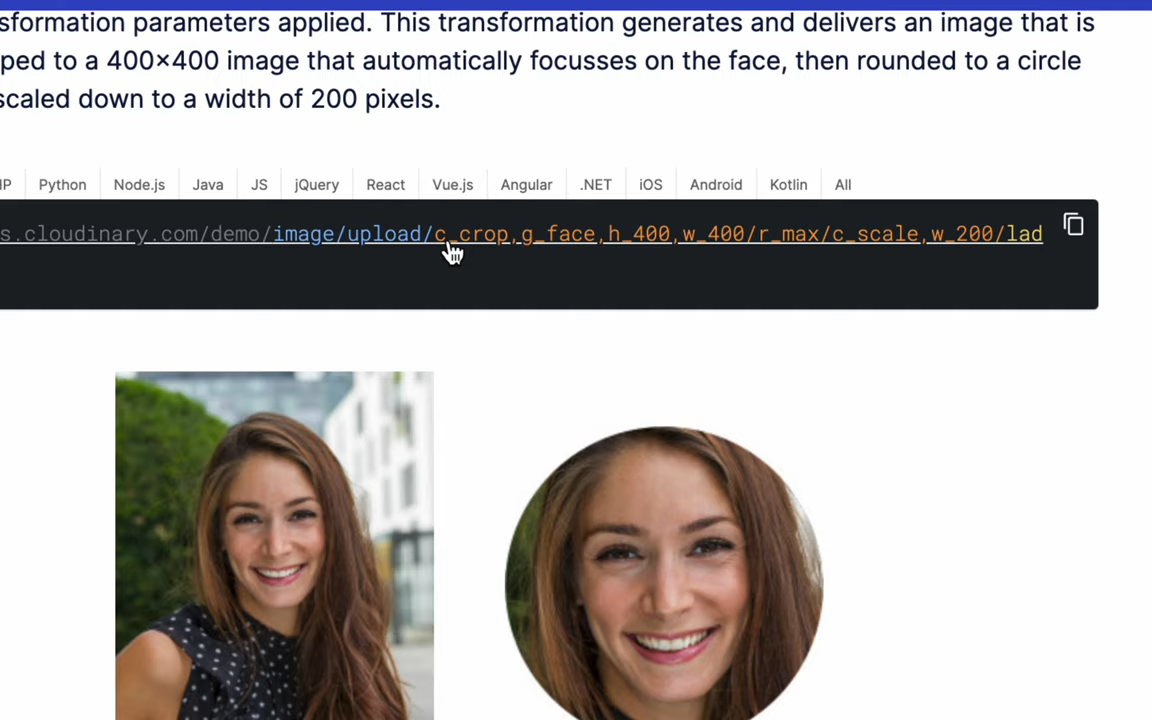 sformation parameters applied. This transformation generates and delivers an image that is
ped to a 400×400 image that automatically focusses on the face, then rounded to a circle
scaled down to a width of 200 pixels.
HP Python Node.js Java JS jQuery React Vue.js Angular .NET iOS Android Kotlin All
s.cloudinary.com/demo/image/upload/c_crop,g_face,h_400,w_400/r_max/c_scale,w_200/lad